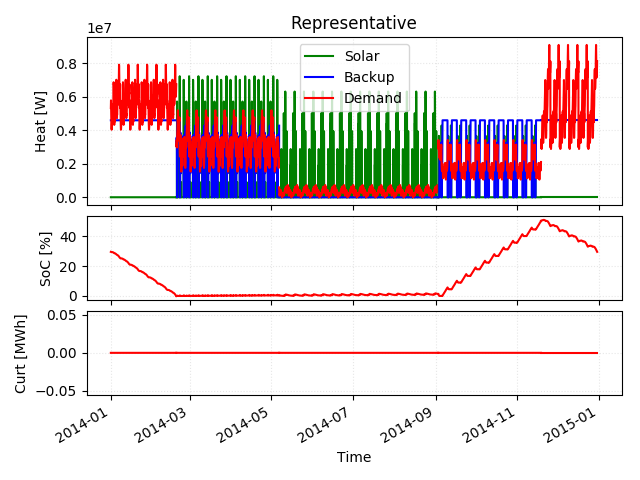 Representative
1e7
0.8
0.6
0.4
0.2
0.0
Heat [W]
Solar
Backup
Demand
40
20
0
SoC [%]
0.05
0.00
−0.05
Curt [MWh]
2014-01
2014-03
2014-05
2014-07
2014-09
2014-11
2015-01
Time